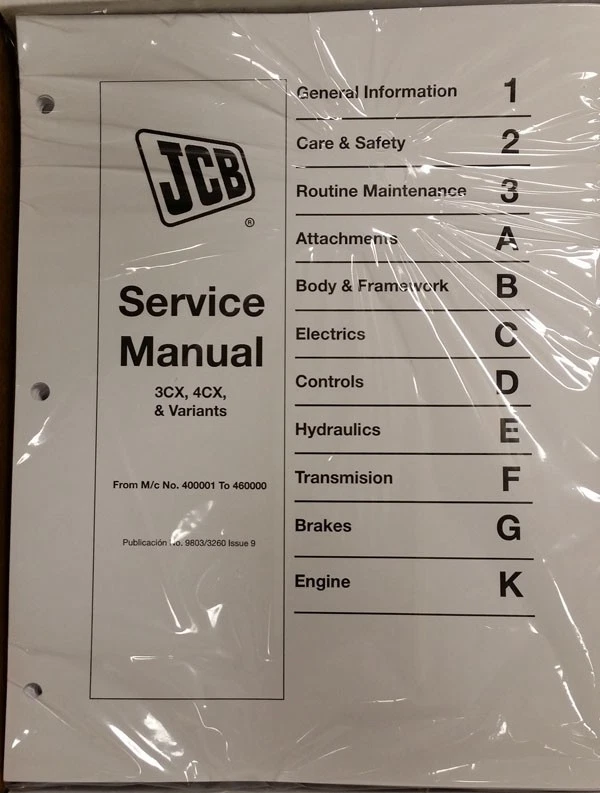 JCB
®
Service
Manual
3CX, 4CX,
& Variants
From M/c No. 400001 To 460000
Publicación No. 9803/3260 Issue 9
General Information 1
Care & Safety 2
Routine Maintenance 3
Attachments A
Body & Framework B
Electrics C
Controls D
Hydraulics E
Transmision F
Brakes G
Engine K